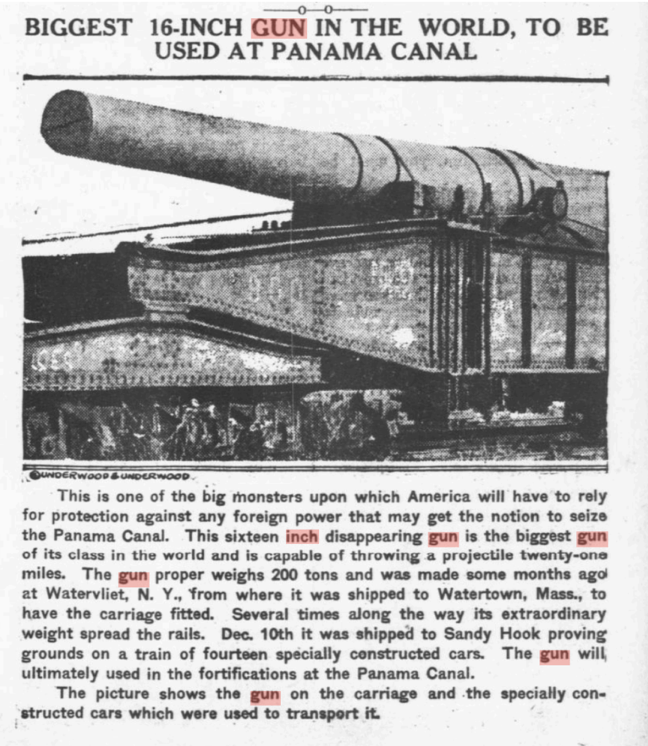 BIGGEST 16-INCH GUN IN THE WORLD, TO BE
USED AT PANAMA CANAL
©UNDERWOOD & UNDERWOOD
This is one of the big monsters upon which America will have to rely
for protection against any foreign power that may get the notion to seize
the Panama Canal. This sixteen inch disappearing gun is the biggest gun
of its class in the world and is capable of throwing a projectile twenty-one
miles. The gun proper weighs 200 tons and was made some months ago
at Watervliet, N. Y., from where it was shipped to Watertown, Mass., to
have the carriage fitted. Several times along the way its extraordinary
weight spread the rails. Dec. 10th it was shipped to Sandy Hook proving
grounds on a train of fourteen specially constructed cars. The gun will
ultimately used in the fortifications at the Panama Canal.
The picture shows the gun on the carriage and the specially con-
structed cars which were used to transport it.